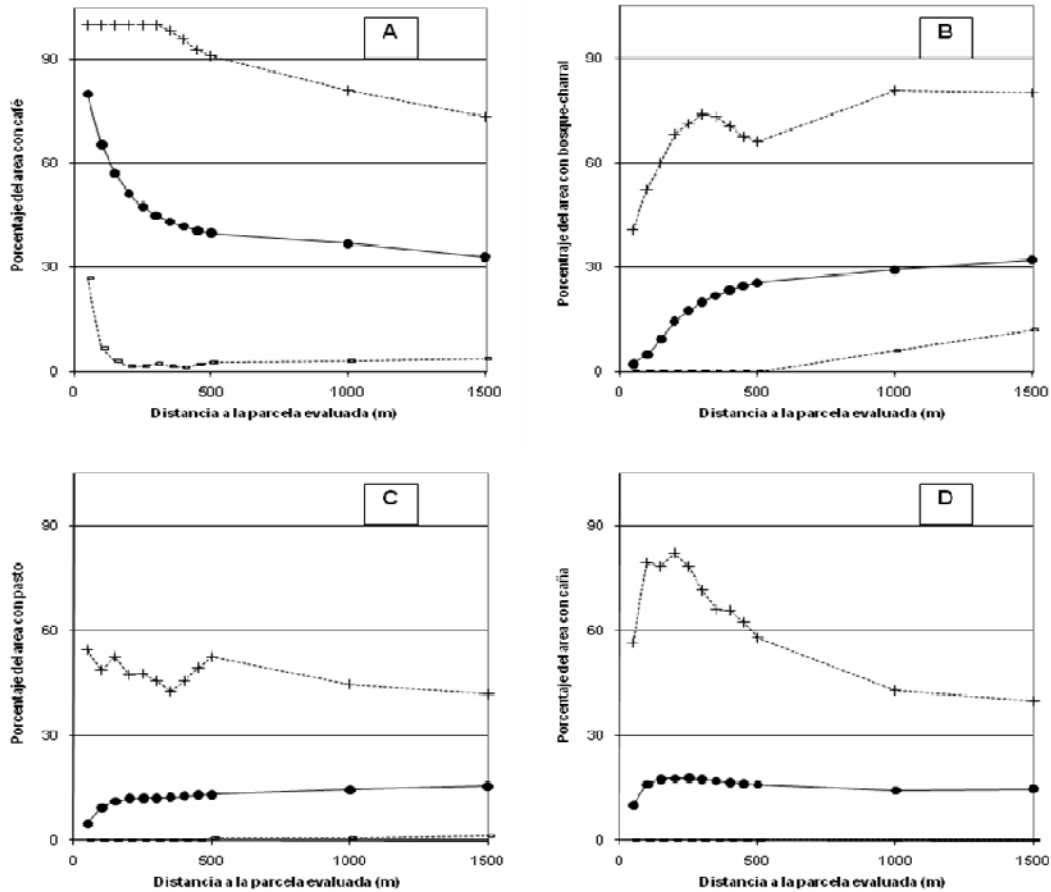 A
Porcentaje del area con café
90
60
30
0
0
500
1000
1500
Distancia a la parcela evaluada (m)
B
Porcentraje del area con bosque-charral
90
60
30
0
0
500
1000
1500
Distancia a la parcela evaluada (m)
C
Porcentaje del area con pasto
90
60
30
0
0
500
1000
1500
Distancia a la parcela evaluada (m)
D
Porcentaje del area con caña
90
60
30
0
0
500
1000
1500
Distancia a la parcela evaluada (m)